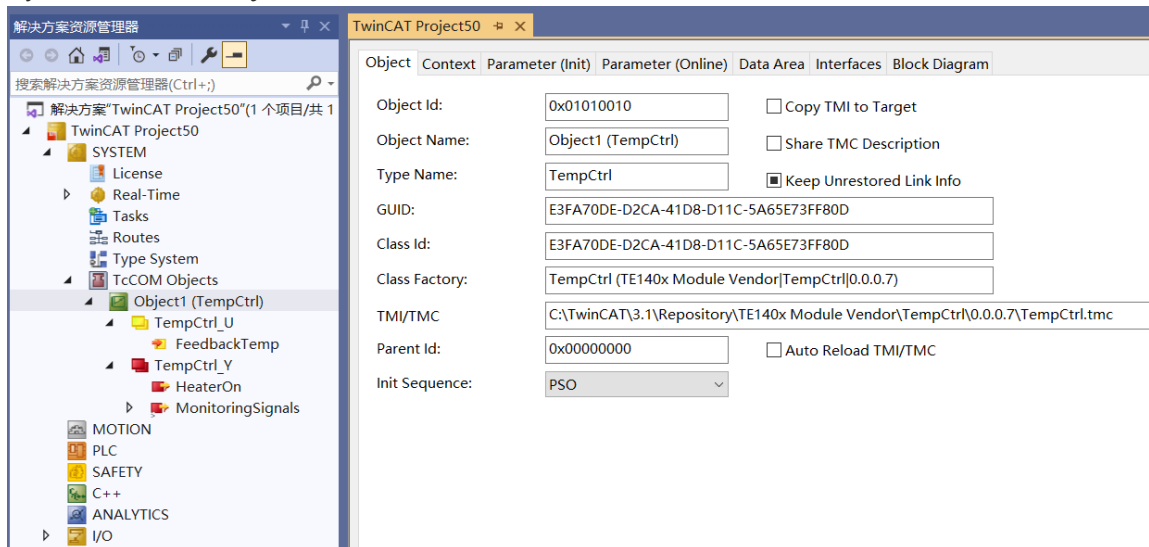 解决方案资源管理器
搜索解决方案资源管理器(Ctrl+;)
解决方案"TwinCAT Project50"(1 个项目/共 1
TwinCAT Project50
SYSTEM
License
Real-Time
Tasks
Routes
Type System
TcCOM Objects
Object1 (TempCtrl)
TempCtrl_U
FeedbackTemp
TempCtrl_Y
HeaterOn
MonitoringSignals
MOTION
PLC
SAFETY
C++
ANALYTICS
I/O
TwinCAT Project50
Object Context Parameter (Init) Parameter (Online) Data Area Interfaces Block Diagram
Object Id: 0x01010010 Copy TMI to Target
Object Name: Object1 (TempCtrl) Share TMC Description
Type Name: TempCtrl Keep Unrestored Link Info
GUID: E3FA70DE-D2CA-41D8-D11C-5A65E73FF80D
Class Id: E3FA70DE-D2CA-41D8-D11C-5A65E73FF80D
Class Factory: TempCtrl (TE140x Module Vendor|TempCtrl|0.0.0.7)
TMI/TMC C:\TwinCAT\3.1\Repository\TE140x Module Vendor\TempCtrl\0.0.0.7\TempCtrl.tmc
Parent Id: 0x00000000 Auto Reload TMI/TMC
Init Sequence: PSO